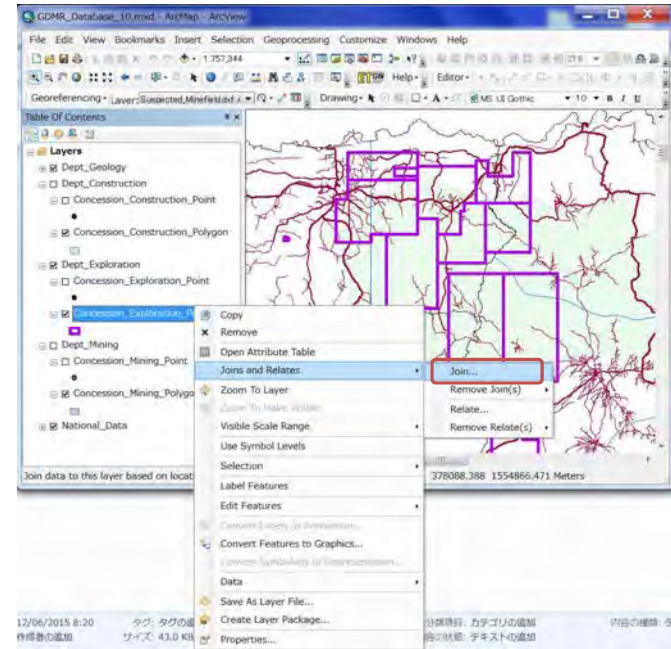 GDMR_Database_10.mxd - ArcMap - ArcView
File Edit View Bookmarks Insert Selection Geoprocessing Customize Windows Help
1:757,344
Help
Editor
Georeferencing Layer: Suspected_Minefield.dxf
Drawing A MS UI Gothic 10 B I U
Table Of Contents
Layers
Dept_Geology
Dept_Construction
Concession_Construction_Point
Concession_Construction_Polygon
Dept_Exploration
Concession_Exploration_Point
Concession_Exploration_P
Dept_Mining
Concession_Mining_Point
Concession_Mining_Polygo
National_Data
Copy
Remove
Open Attribute Table
Joins and Relates
Zoom To Layer
Zoom To Make Visible
Visible Scale Range
Use Symbol Levels
Selection
Label Features
Edit Features
Convert Labels to Annotation...
Convert Features to Graphics...
Convert Symbology to Representation...
Data
Save As Layer File...
Create Layer Package...
Properties...
Join...
Remove Join(s)
Relate...
Remove Relate(s)
Join data to this layer based on locat
378088.388 1554866.471 Meters
12/06/2015 8:20 タグ: タグの追
分類項目: カテゴリの追加
内容の種類:
作成者の追加 サイズ: 43.0 KB
内容の状態: テキストの追加